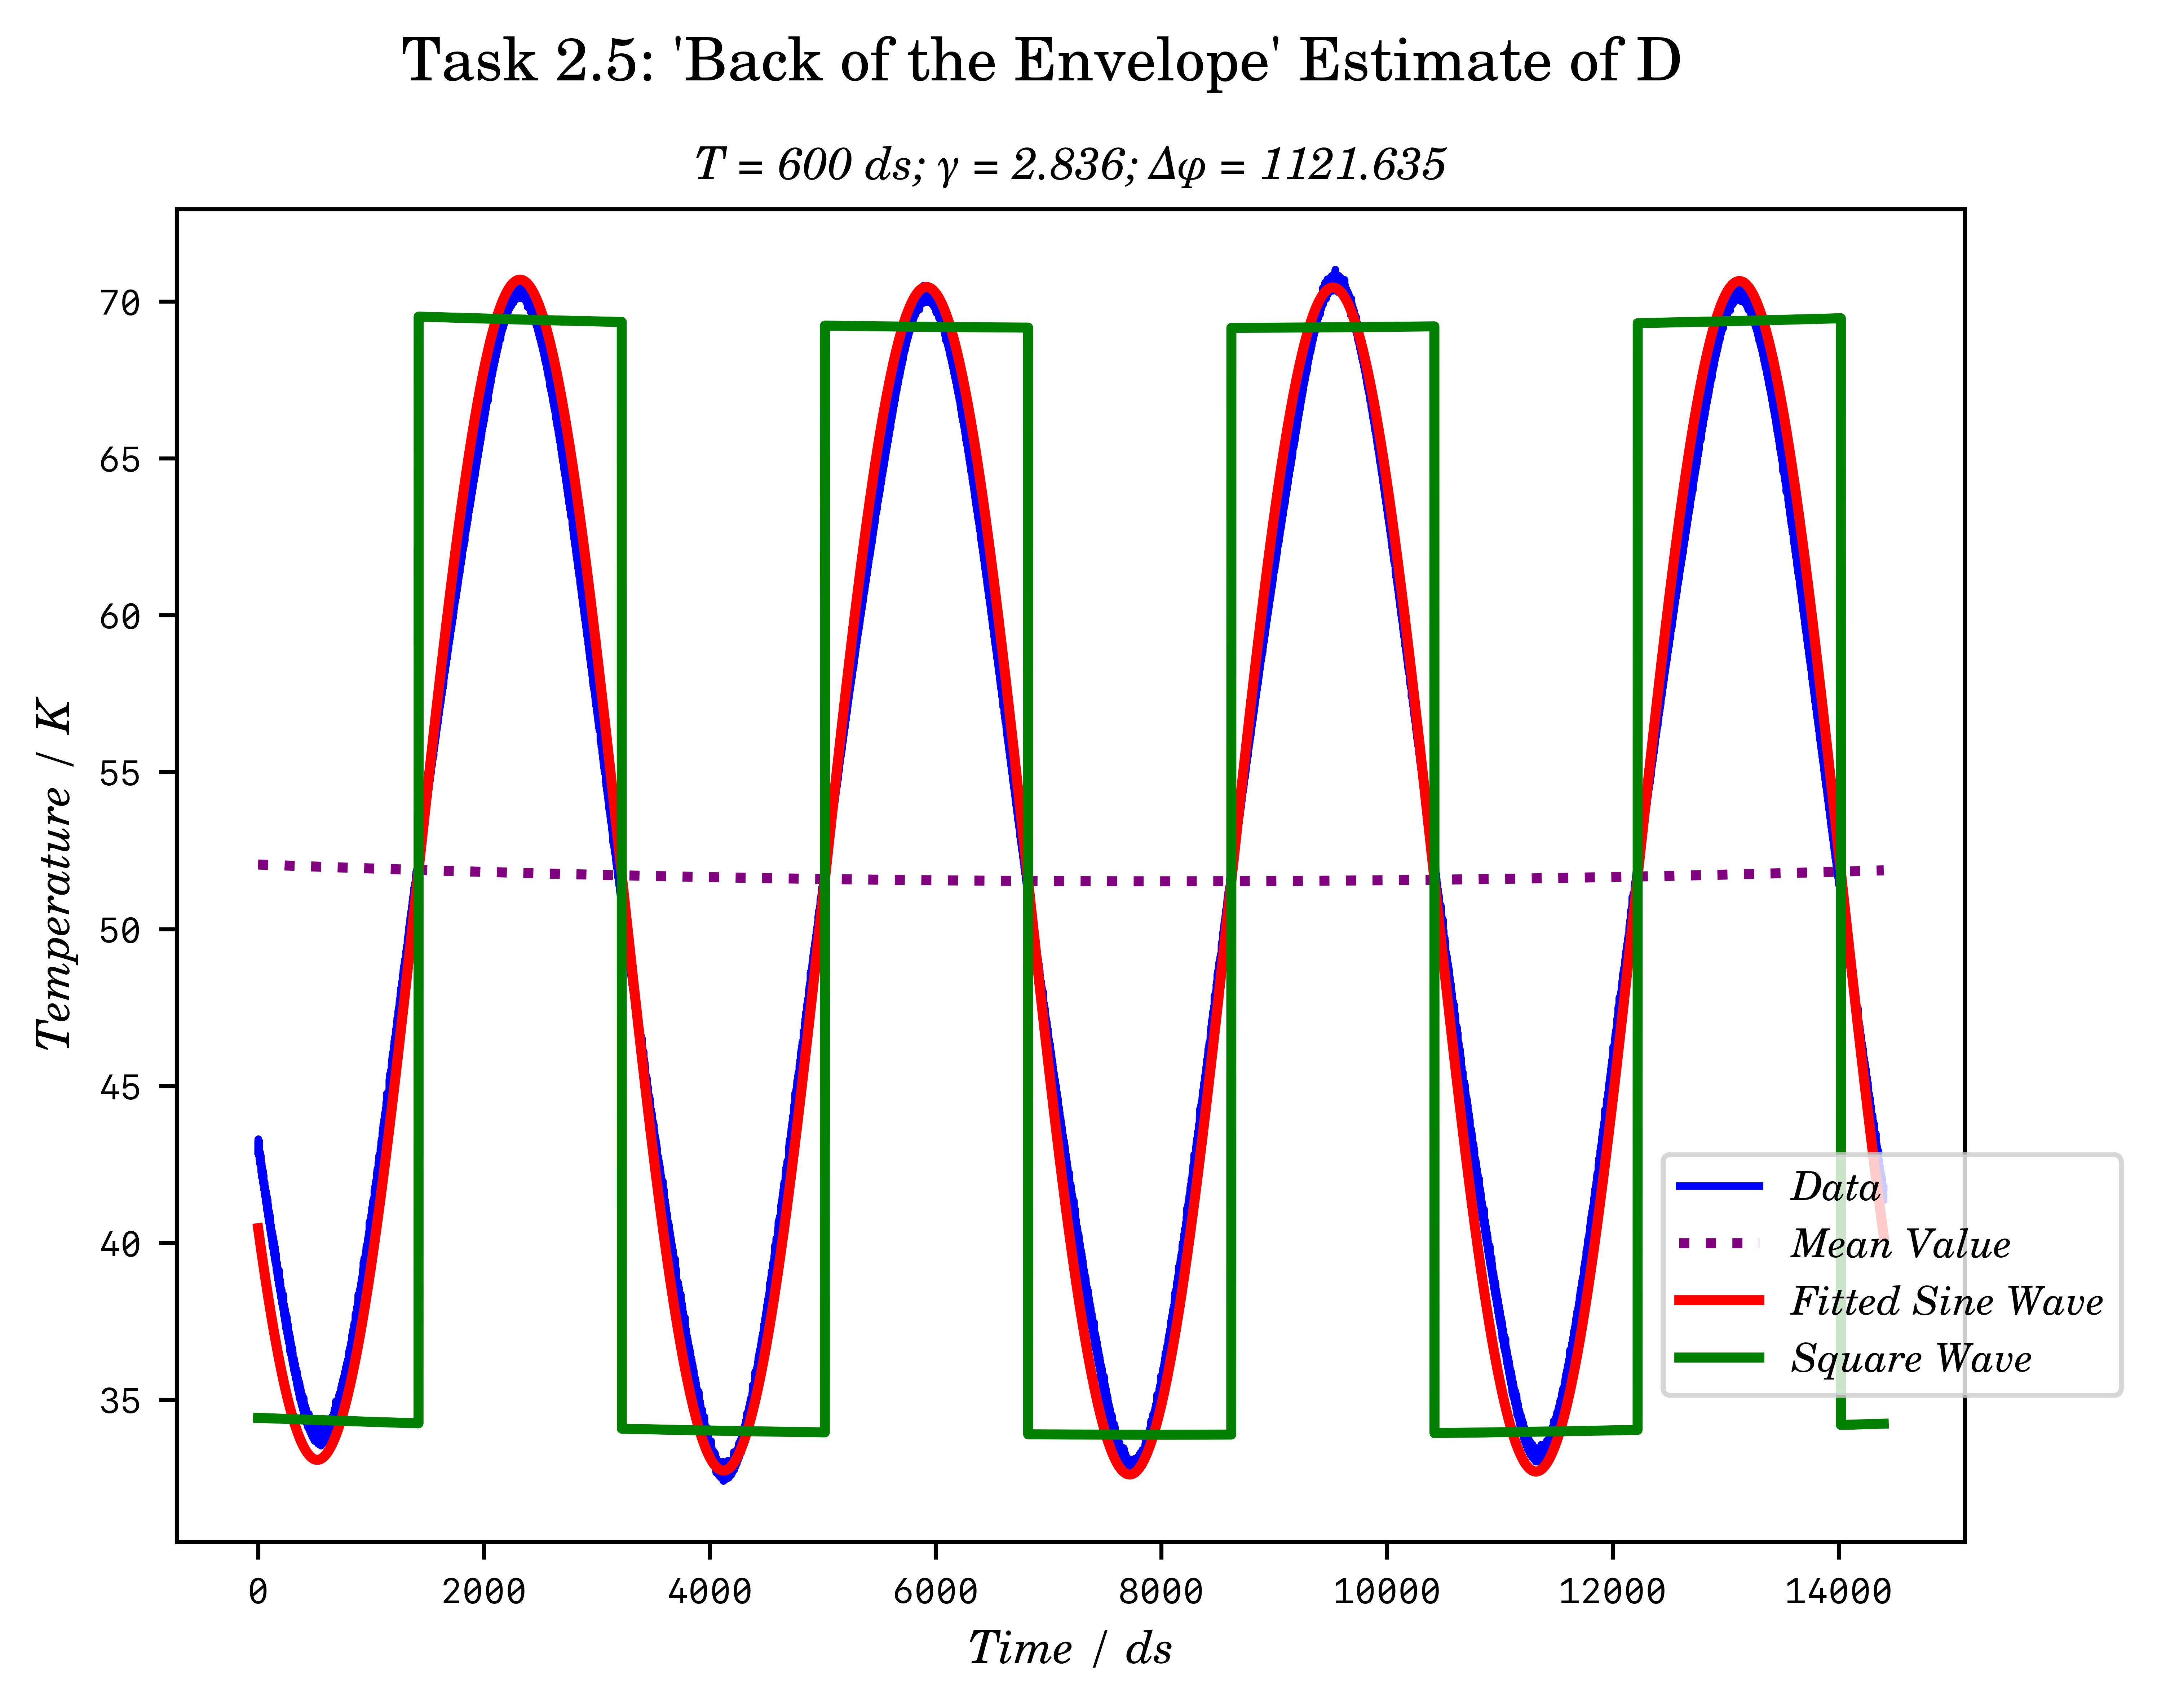 Task 2.5: 'Back of the Envelope' Estimate of D
T = 600 ds; γ = 2.836; Δφ = 1121.635
Temperature / K
70
65
60
55
50
45
40
35
0 2000 4000 6000 8000 10000 12000 14000
Time / ds
Data
Mean Value
Fitted Sine Wave
Square Wave